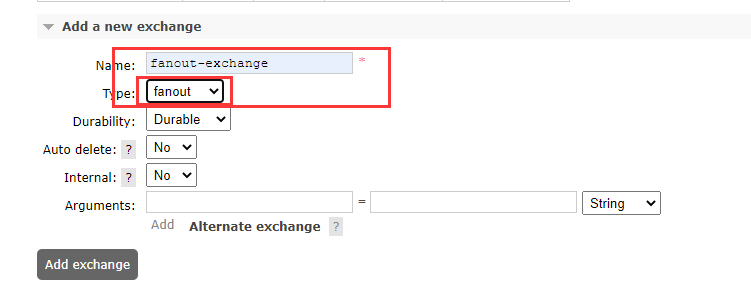 Add a new exchange
Name: fanout-exchange *
Type: fanout
Durability: Durable
Auto delete: ? No
Internal: ? No
Arguments: = String
Add Alternate exchange ?
Add exchange